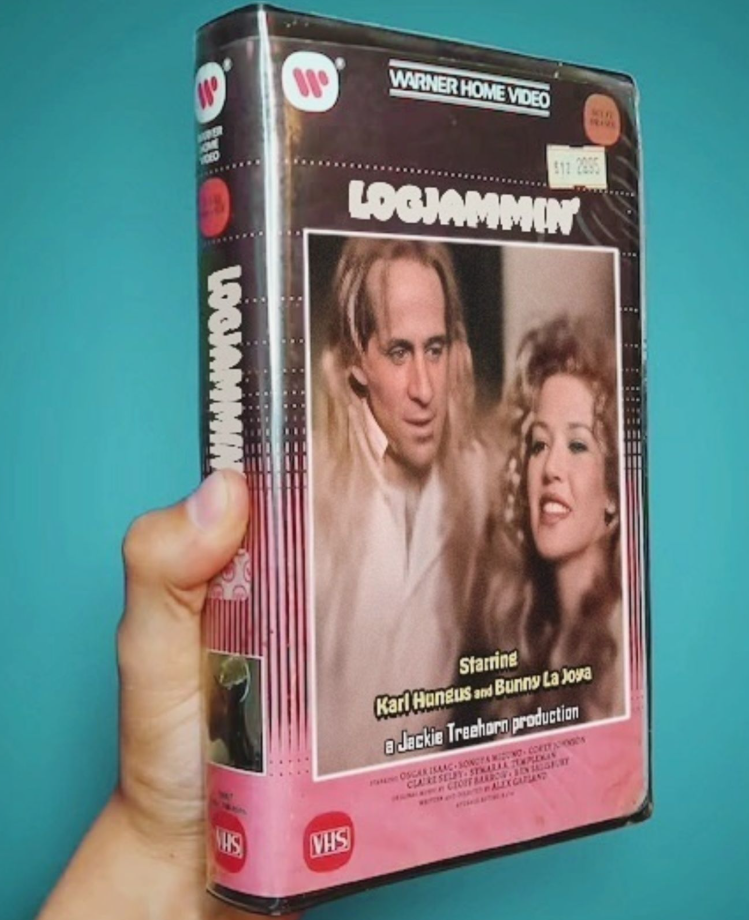 WARNER HOME VIDEO
512 2895
LOGJAMMIN'
Starring
Karl Hungus and Bunny La Joya
a Jackie Treehorn production
STARRING OSCAR ISAAC · SONOYA MIZUNO · COREY JOHNSON
CLAIRE SELBY · SYMARA A. TEMPLEMAN
ORIGINAL MUSIC BY GEOFF BARROW · BEN SALISBURY
WRITTEN AND DIRECTED BY ALEX GARLAND
VHS
WARNER
HOME
VIDEO
LOGJAMMIN
VHS